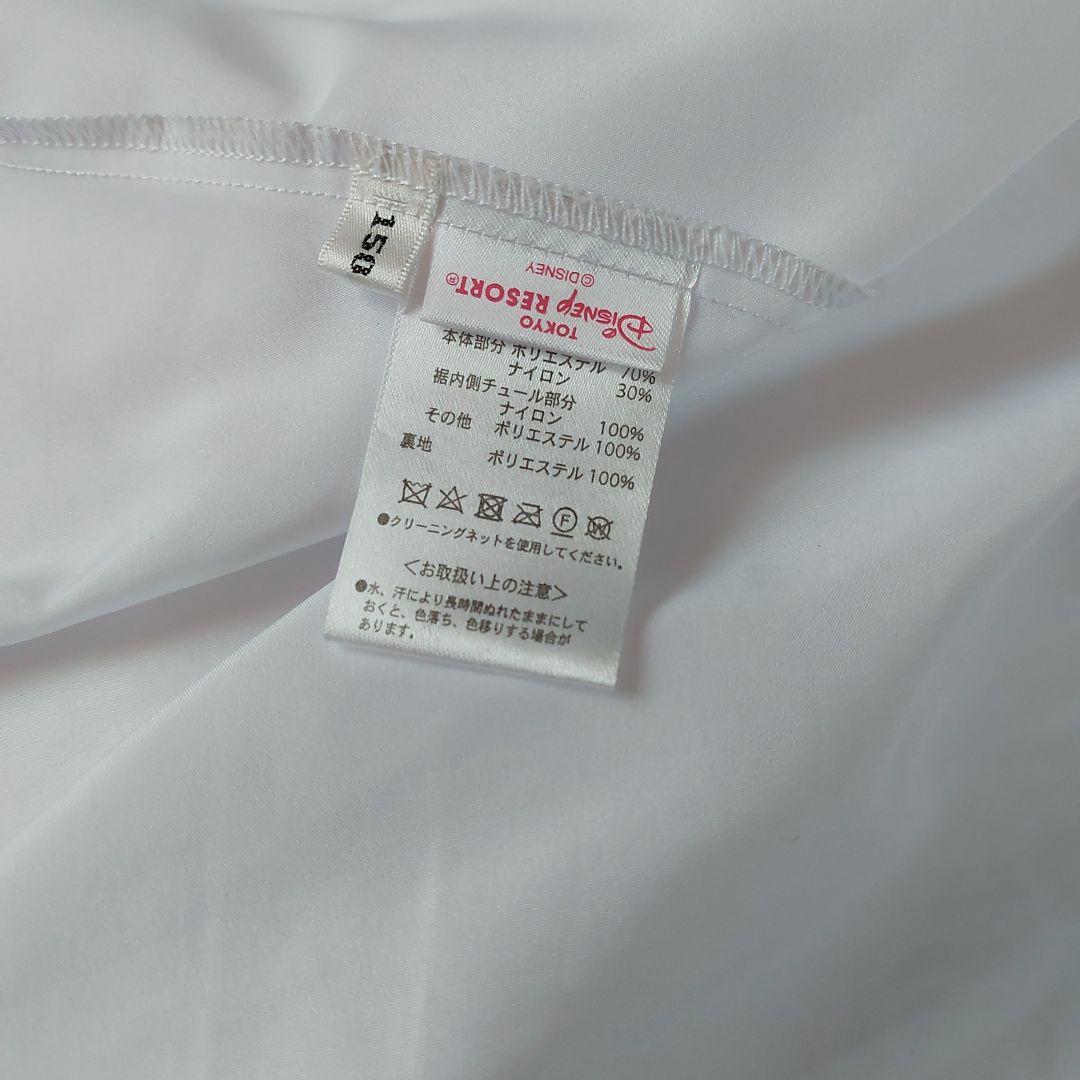 150
©DISNEY
TOKYO
DISNEY RESORT®
本体部分 ポリエステル 70%
ナイロン 30%
裾内側チュール部分
ナイロン 100%
その他 ポリエステル 100%
裏地 ポリエステル 100%
F
W
●クリーニングネットを使用してください。
＜お取扱い上の注意＞
●水、汗により長時間ぬれたままにして
おくと、色落ち、色移りする場合が
あります。